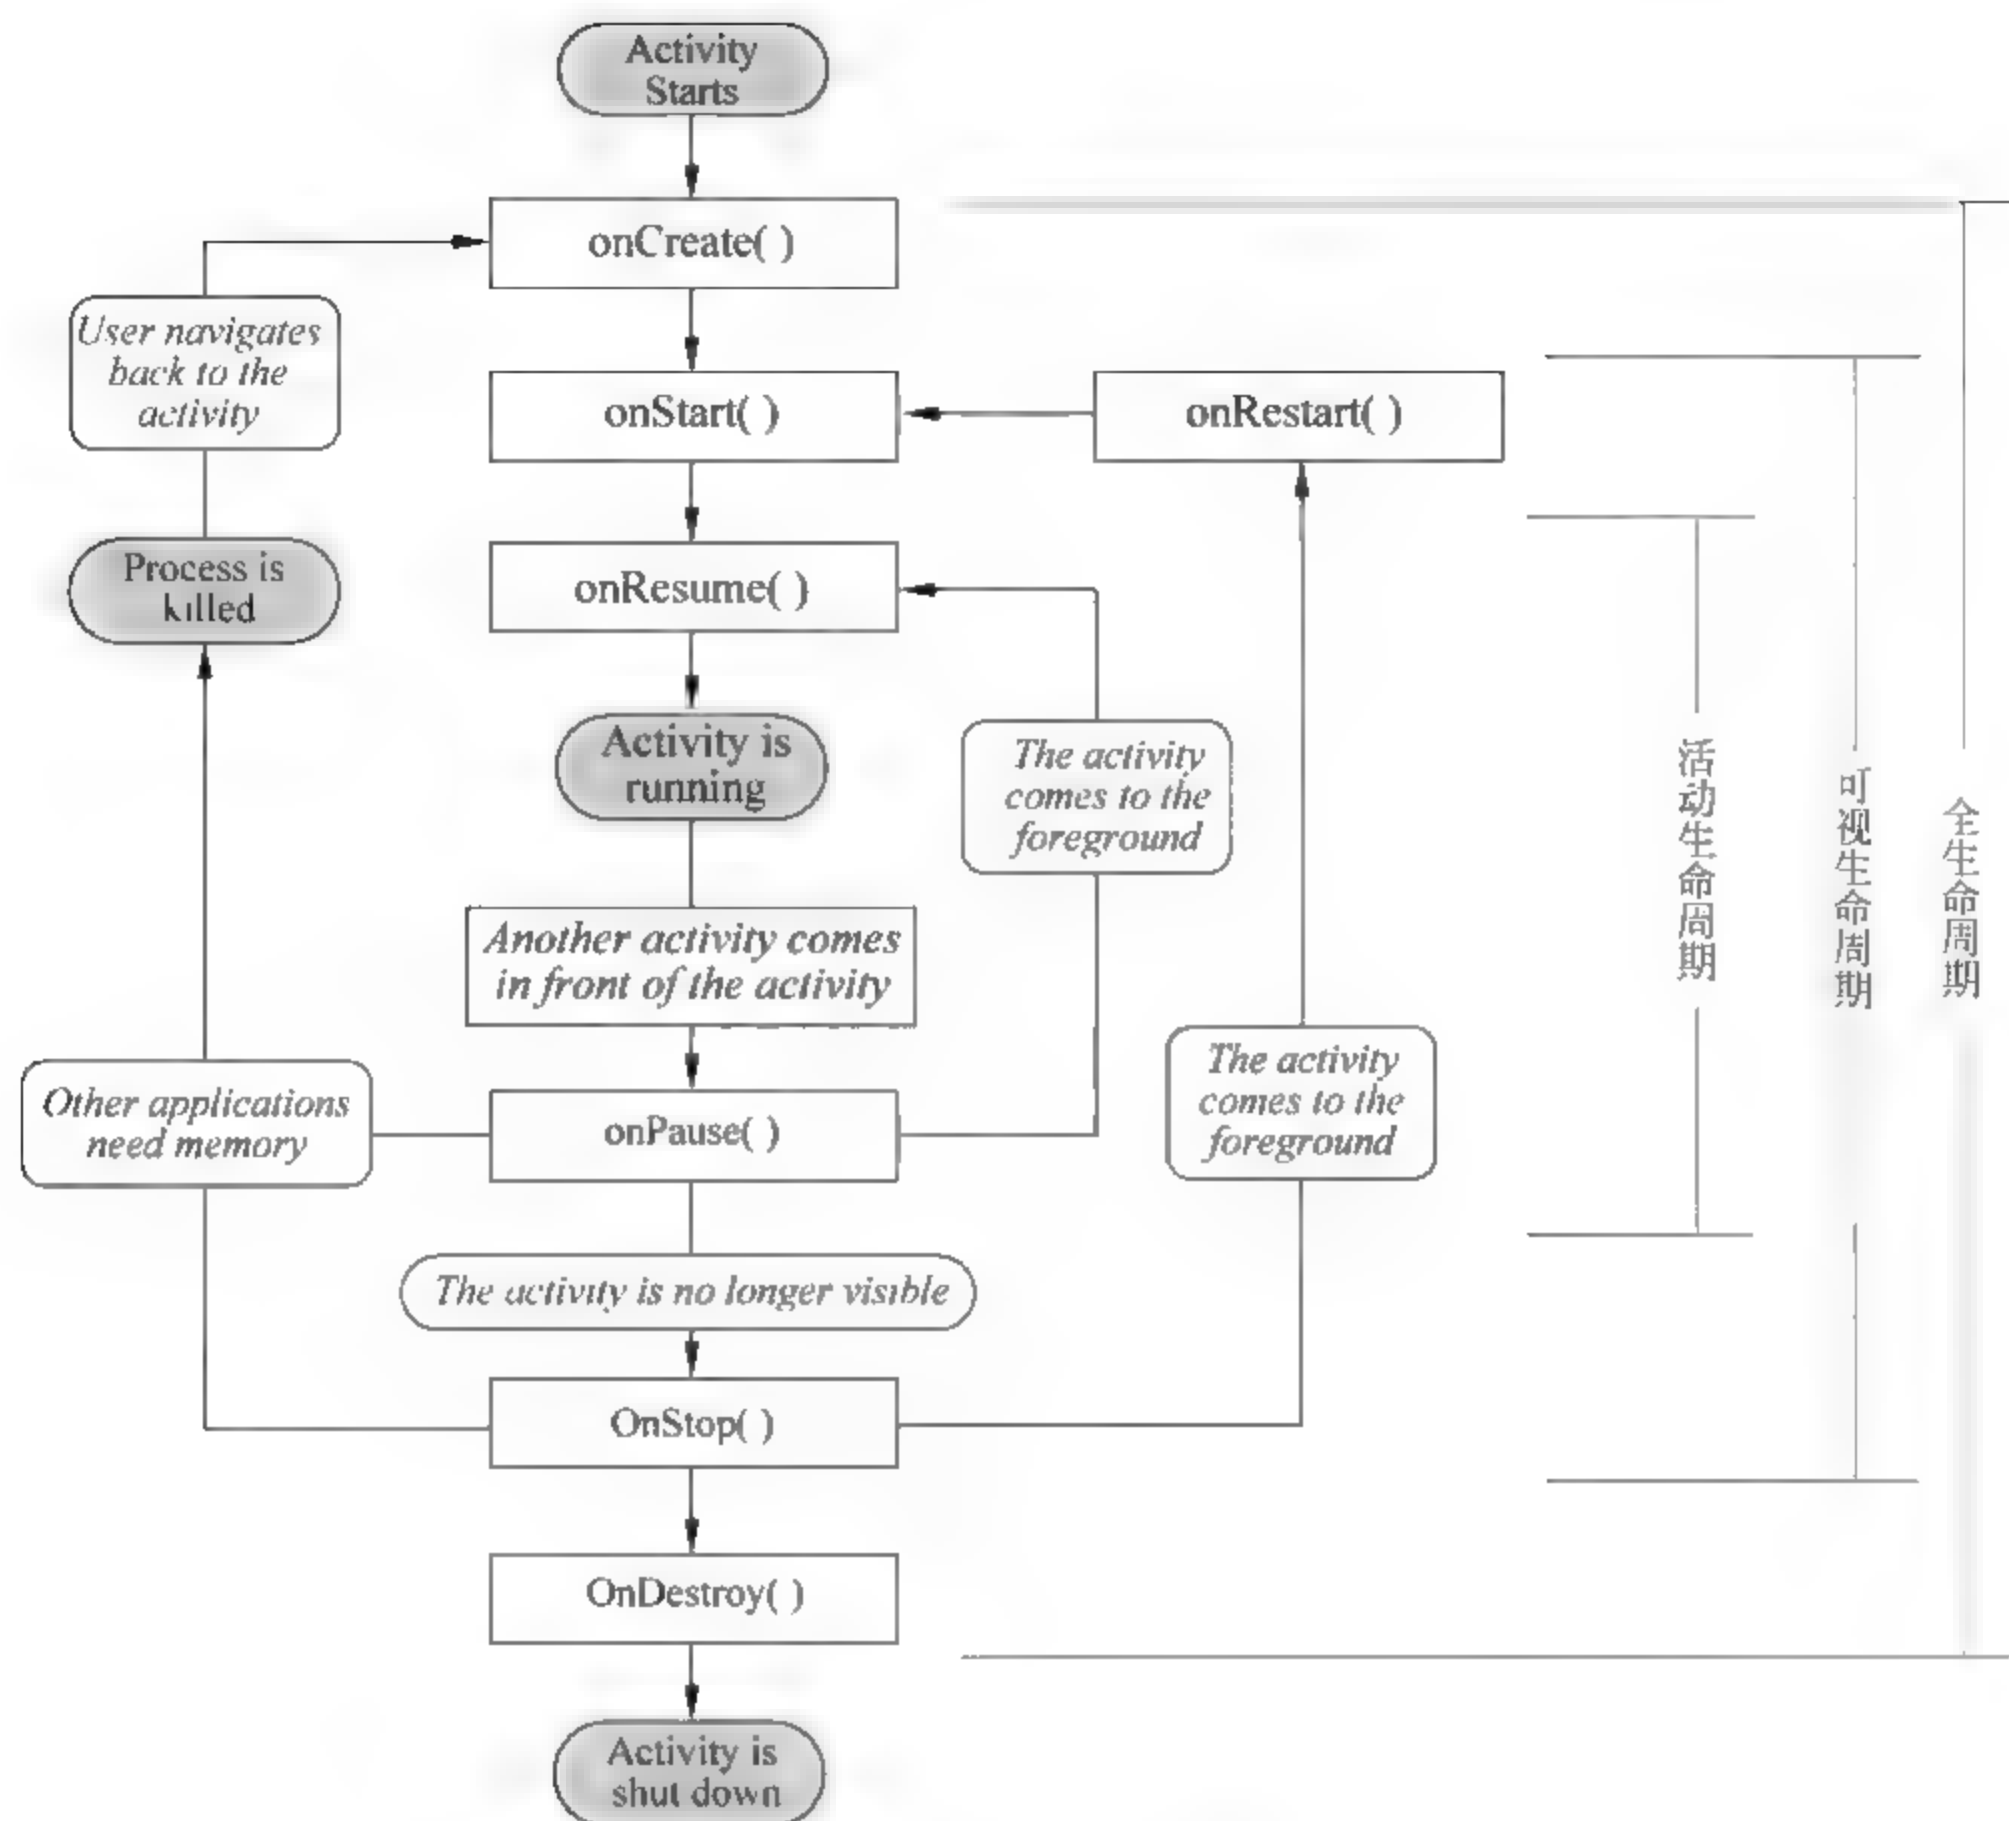 Activity
Starts
onCreate( )
User navigates
back to the
activity
onStart( )
onRestart( )
Process is
killed
onResume( )
Activity is
running
The activity
comes to the
foreground
活动生命周期
可视生命周期
全生命周期
Another activity comes
in front of the activity
The activity
comes to the
foreground
Other applications
need memory
onPause( )
The activity is no longer visible
OnStop( )
OnDestroy( )
Activity is
shut down